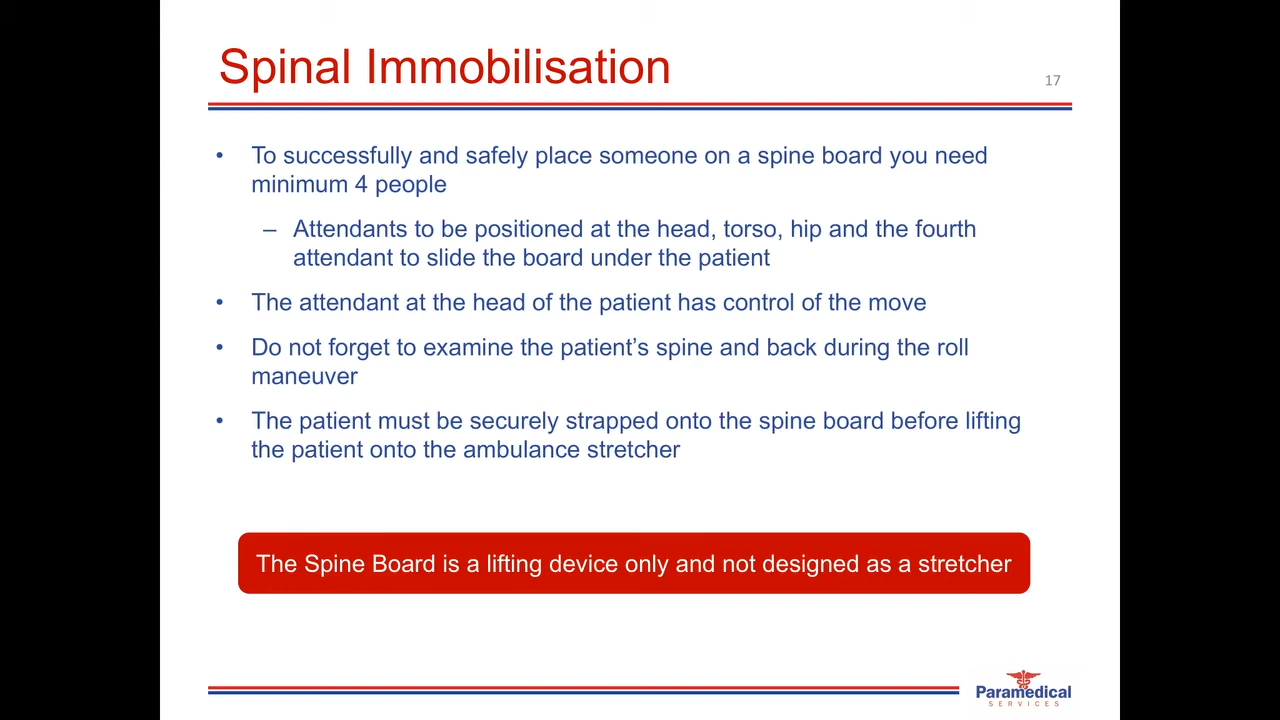 Spinal Immobilisation
17
• To successfully and safely place someone on a spine board you need
minimum 4 people
– Attendants to be positioned at the head, torso, hip and the fourth
attendant to slide the board under the patient
• The attendant at the head of the patient has control of the move
• Do not forget to examine the patient’s spine and back during the roll
maneuver
• The patient must be securely strapped onto the spine board before lifting
the patient onto the ambulance stretcher
The Spine Board is a lifting device only and not designed as a stretcher
Paramedical
SERVICES